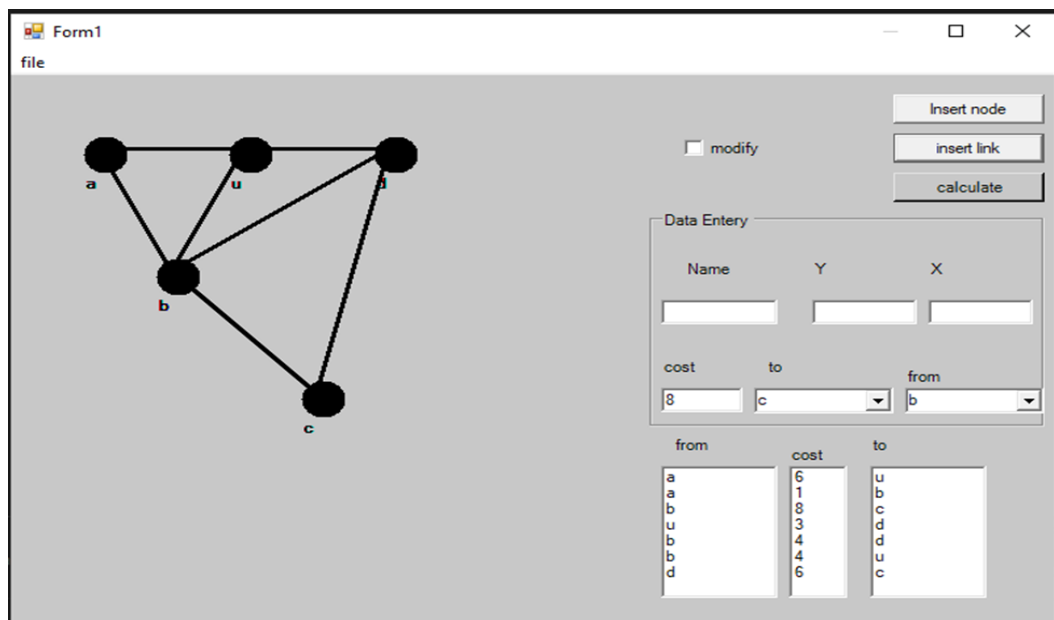 Form1
file
Insert node
modify
insert link
calculate
a
u
d
b
c
Data Entery
Name Y X
cost to from
8 c b
from cost to
a 6 u
a 1 b
b 8 c
u 3 d
b 4 d
b 4 u
d 6 c